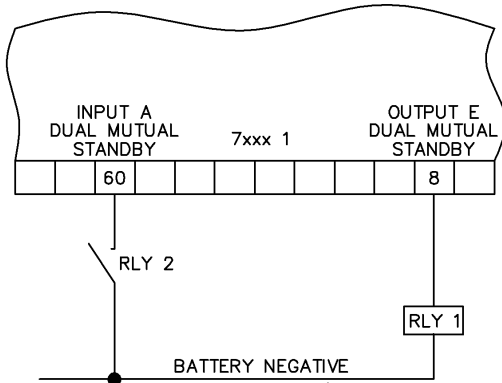 INPUT A
DUAL MUTUAL
STANDBY
7xxx 1
OUTPUT E
DUAL MUTUAL
STANDBY
60
8
RLY 2
RLY 1
BATTERY NEGATIVE